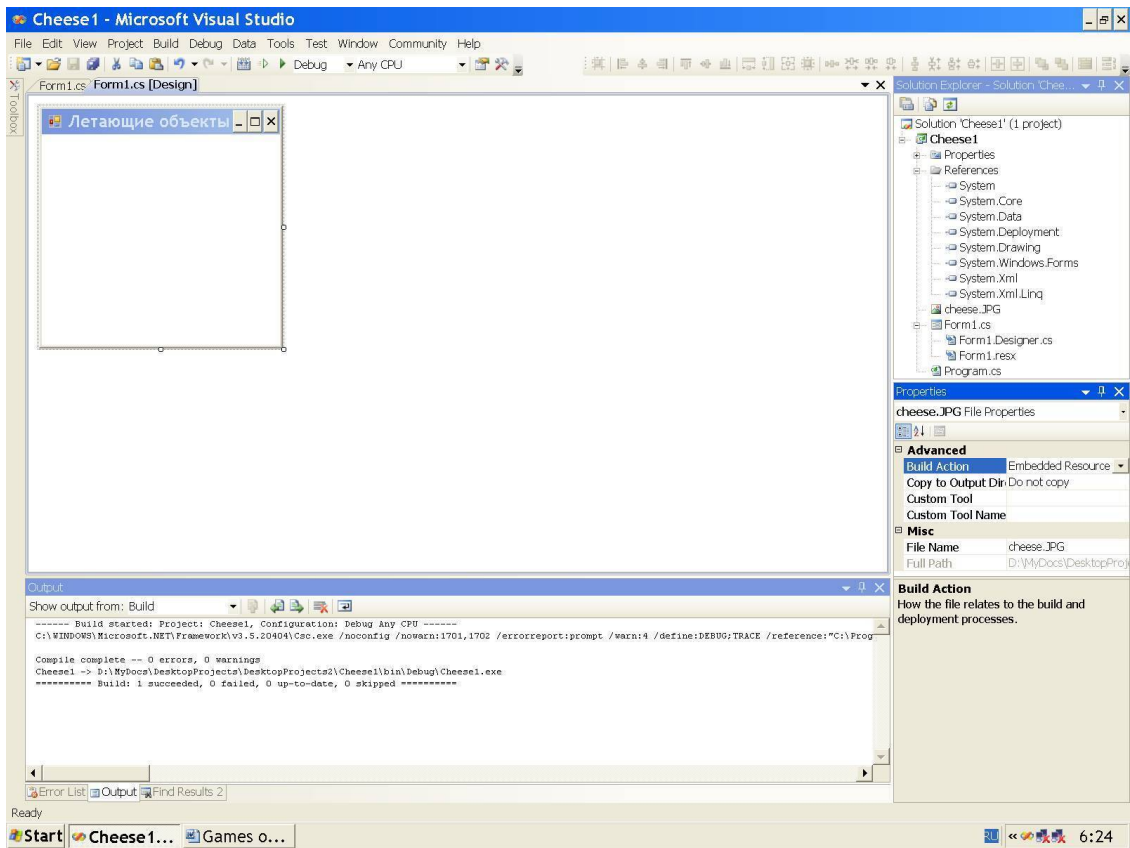 Cheese1 - Microsoft Visual Studio
File Edit View Project Build Debug Data Tools Test Window Community Help
Debug Any CPU
Toolbox
Form1.cs Form1.cs [Design]
Летающие объекты
Solution Explorer - Solution 'Chee...
Solution 'Cheese1' (1 project)
Cheese1
Properties
References
System
System.Core
System.Data
System.Deployment
System.Drawing
System.Windows.Forms
System.Xml
System.Xml.Linq
cheese.JPG
Form1.cs
Form1.Designer.cs
Form1.resx
Program.cs
Properties
cheese.JPG File Properties
Advanced
Build Action Embedded Resource
Copy to Output Dir Do not copy
Custom Tool
Custom Tool Name
Misc
File Name cheese.JPG
Full Path D:\MyDocs\DesktopProj
Build Action
How the file relates to the build and
deployment processes.
Output
Show output from: Build
------ Build started: Project: Cheese1, Configuration: Debug Any CPU ------
C:\WINDOWS\Microsoft.NET\Framework\v3.5.20404\Csc.exe /noconfig /nowarn:1701,1702 /errorreport:prompt /warn:4 /define:DEBUG;TRACE /reference:"C:\Prog
Compile complete -- 0 errors, 0 warnings
Cheese1 -> D:\MyDocs\DesktopProjects\DesktopProjects2\Cheese1\bin\Debug\Cheese1.exe
========== Build: 1 succeeded, 0 failed, 0 up-to-date, 0 skipped ==========
Error List Output Find Results 2
Ready
Start Cheese1... Games o... RU « 6:24